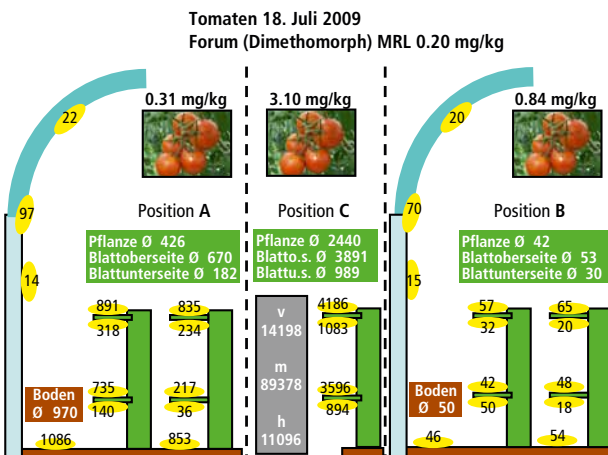 Tomaten 18. Juli 2009
Forum (Dimethomorph) MRL 0.20 mg/kg
0.31 mg/kg
22
97
14
Position A
Pflanze Ø 426
Blattoberseite Ø 670
Blattunterseite Ø 182
891
318
835
234
735
140
217
36
Boden
Ø 970
1086
853
3.10 mg/kg
Position C
Pflanze Ø 2440
Blatto.s. Ø 3891
Blattu.s. Ø 989
v
14198
m
89378
h
11096
4186
1083
3596
894
0.84 mg/kg
20
70
15
Position B
Pflanze Ø 42
Blattoberseite Ø 53
Blattunterseite Ø 30
57
32
65
20
42
50
48
18
Boden
Ø 50
46
54